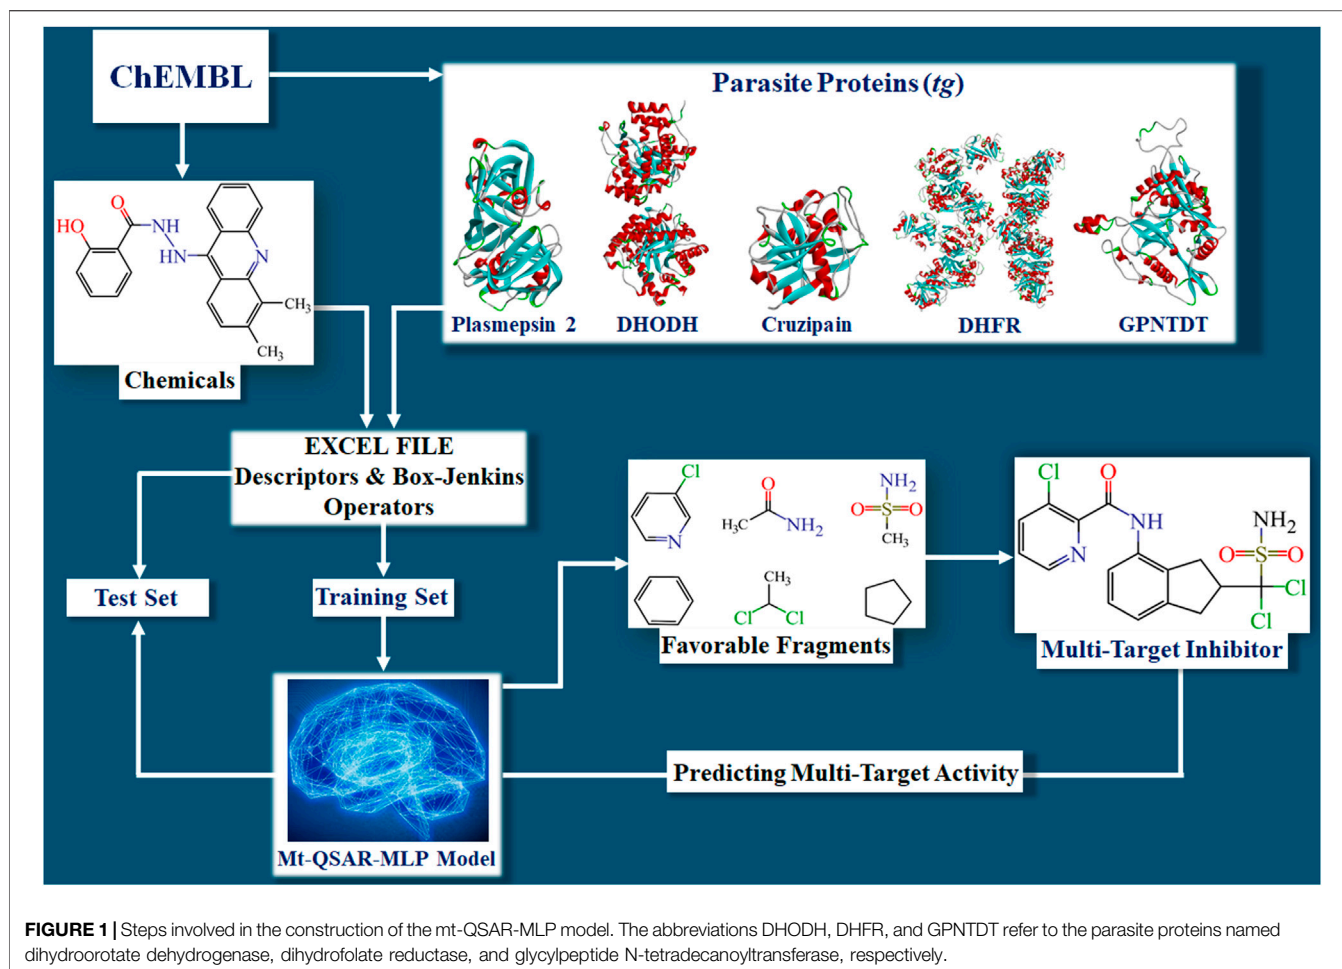 ChEMBL
Parasite Proteins (tg)
Plasmepsin 2
DHODH
Cruzipain
DHFR
GPNTDT
HO
O
NH
NH
N
CH3
CH3
Chemicals
EXCEL FILE
Descriptors & Box-Jenkins
Operators
Test Set
Training Set
Mt-QSAR-MLP Model
Cl
N
O
H3C
NH2
NH2
O
S
O
CH3
CH3
Cl
Cl
Favorable Fragments
Cl
O
N
NH
NH2
O
S
O
Cl
Cl
Multi-Target Inhibitor
Predicting Multi-Target Activity
FIGURE 1 | Steps involved in the construction of the mt-QSAR-MLP model. The abbreviations DHODH, DHFR, and GPNTDT refer to the parasite proteins named
dihydroorotate dehydrogenase, dihydrofolate reductase, and glycylpeptide N-tetradecanoyltransferase, respectively.